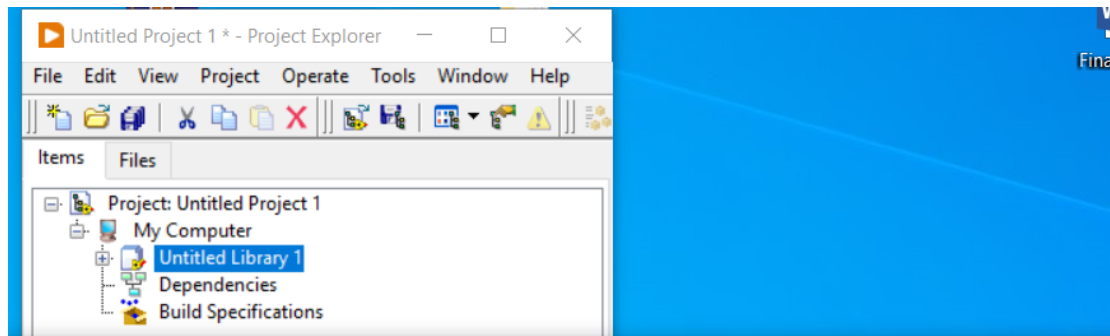 Untitled Project 1 * - Project Explorer
File Edit View Project Operate Tools Window Help
Items Files
Project: Untitled Project 1
My Computer
Untitled Library 1
Dependencies
Build Specifications
Fina